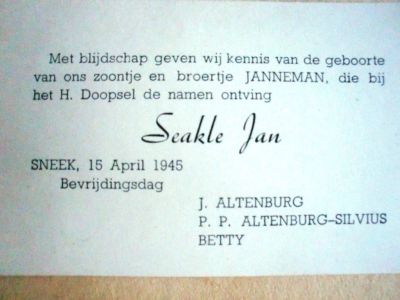 Met blijdschap geven wij kennis van de geboorte
van ons zoontje en broertje JANNEMAN, die bij
het H. Doopsel de namen ontving
Seakle Jan
SNEEK, 15 April 1945
Bevrijdingsdag
J. ALTENBURG
P. P. ALTENBURG-SILVIUS
BETTY